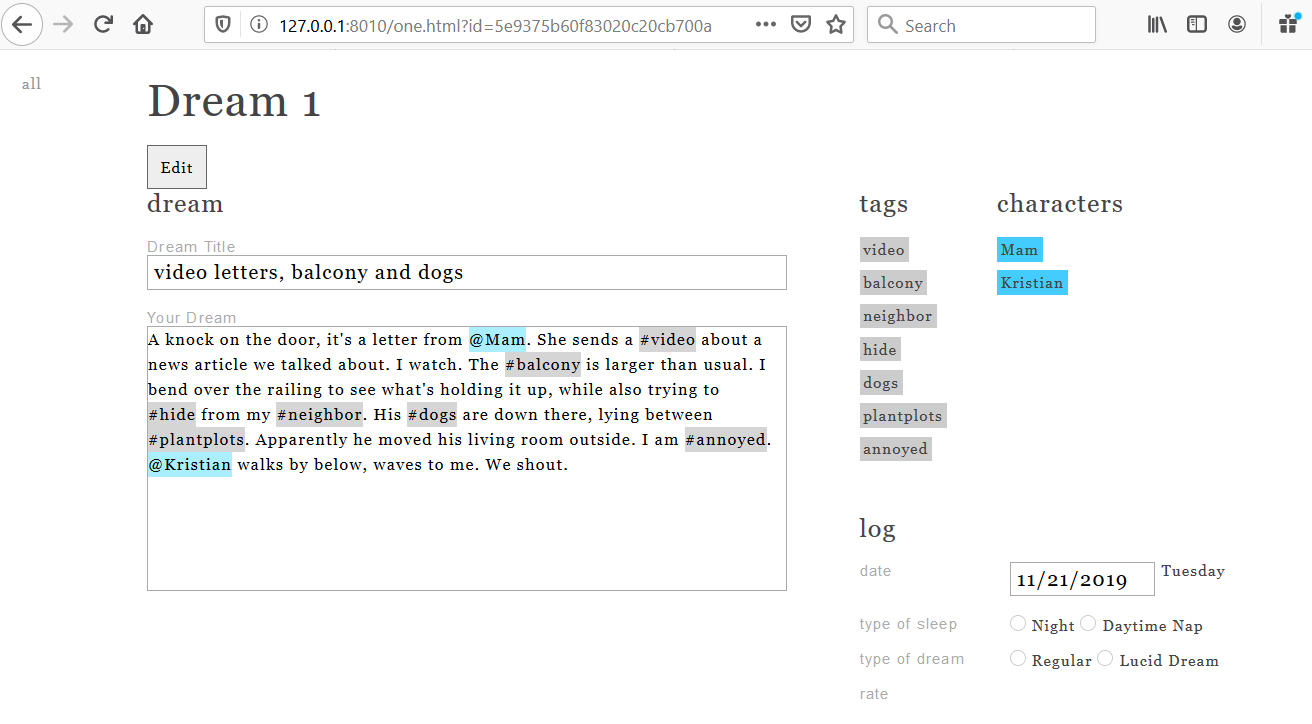 127.0.0.1:8010/one.html?id=5e9375b60f83020c20cb700a
Search
all
Dream 1
Edit
dream
Dream Title
video letters, balcony and dogs
Your Dream
A knock on the door, it's a letter from @Mam. She sends a #video about a
news article we talked about. I watch. The #balcony is larger than usual. I
bend over the railing to see what's holding it up, while also trying to
#hide from my #neighbor. His #dogs are down there, lying between
#plantplots. Apparently he moved his living room outside. I am #annoyed.
@Kristian walks by below, waves to me. We shout.
tags
video
balcony
neighbor
hide
dogs
plantplots
annoyed
characters
Mam
Kristian
log
date 11/21/2019 Tuesday
type of sleep Night Daytime Nap
type of dream Regular Lucid Dream
rate